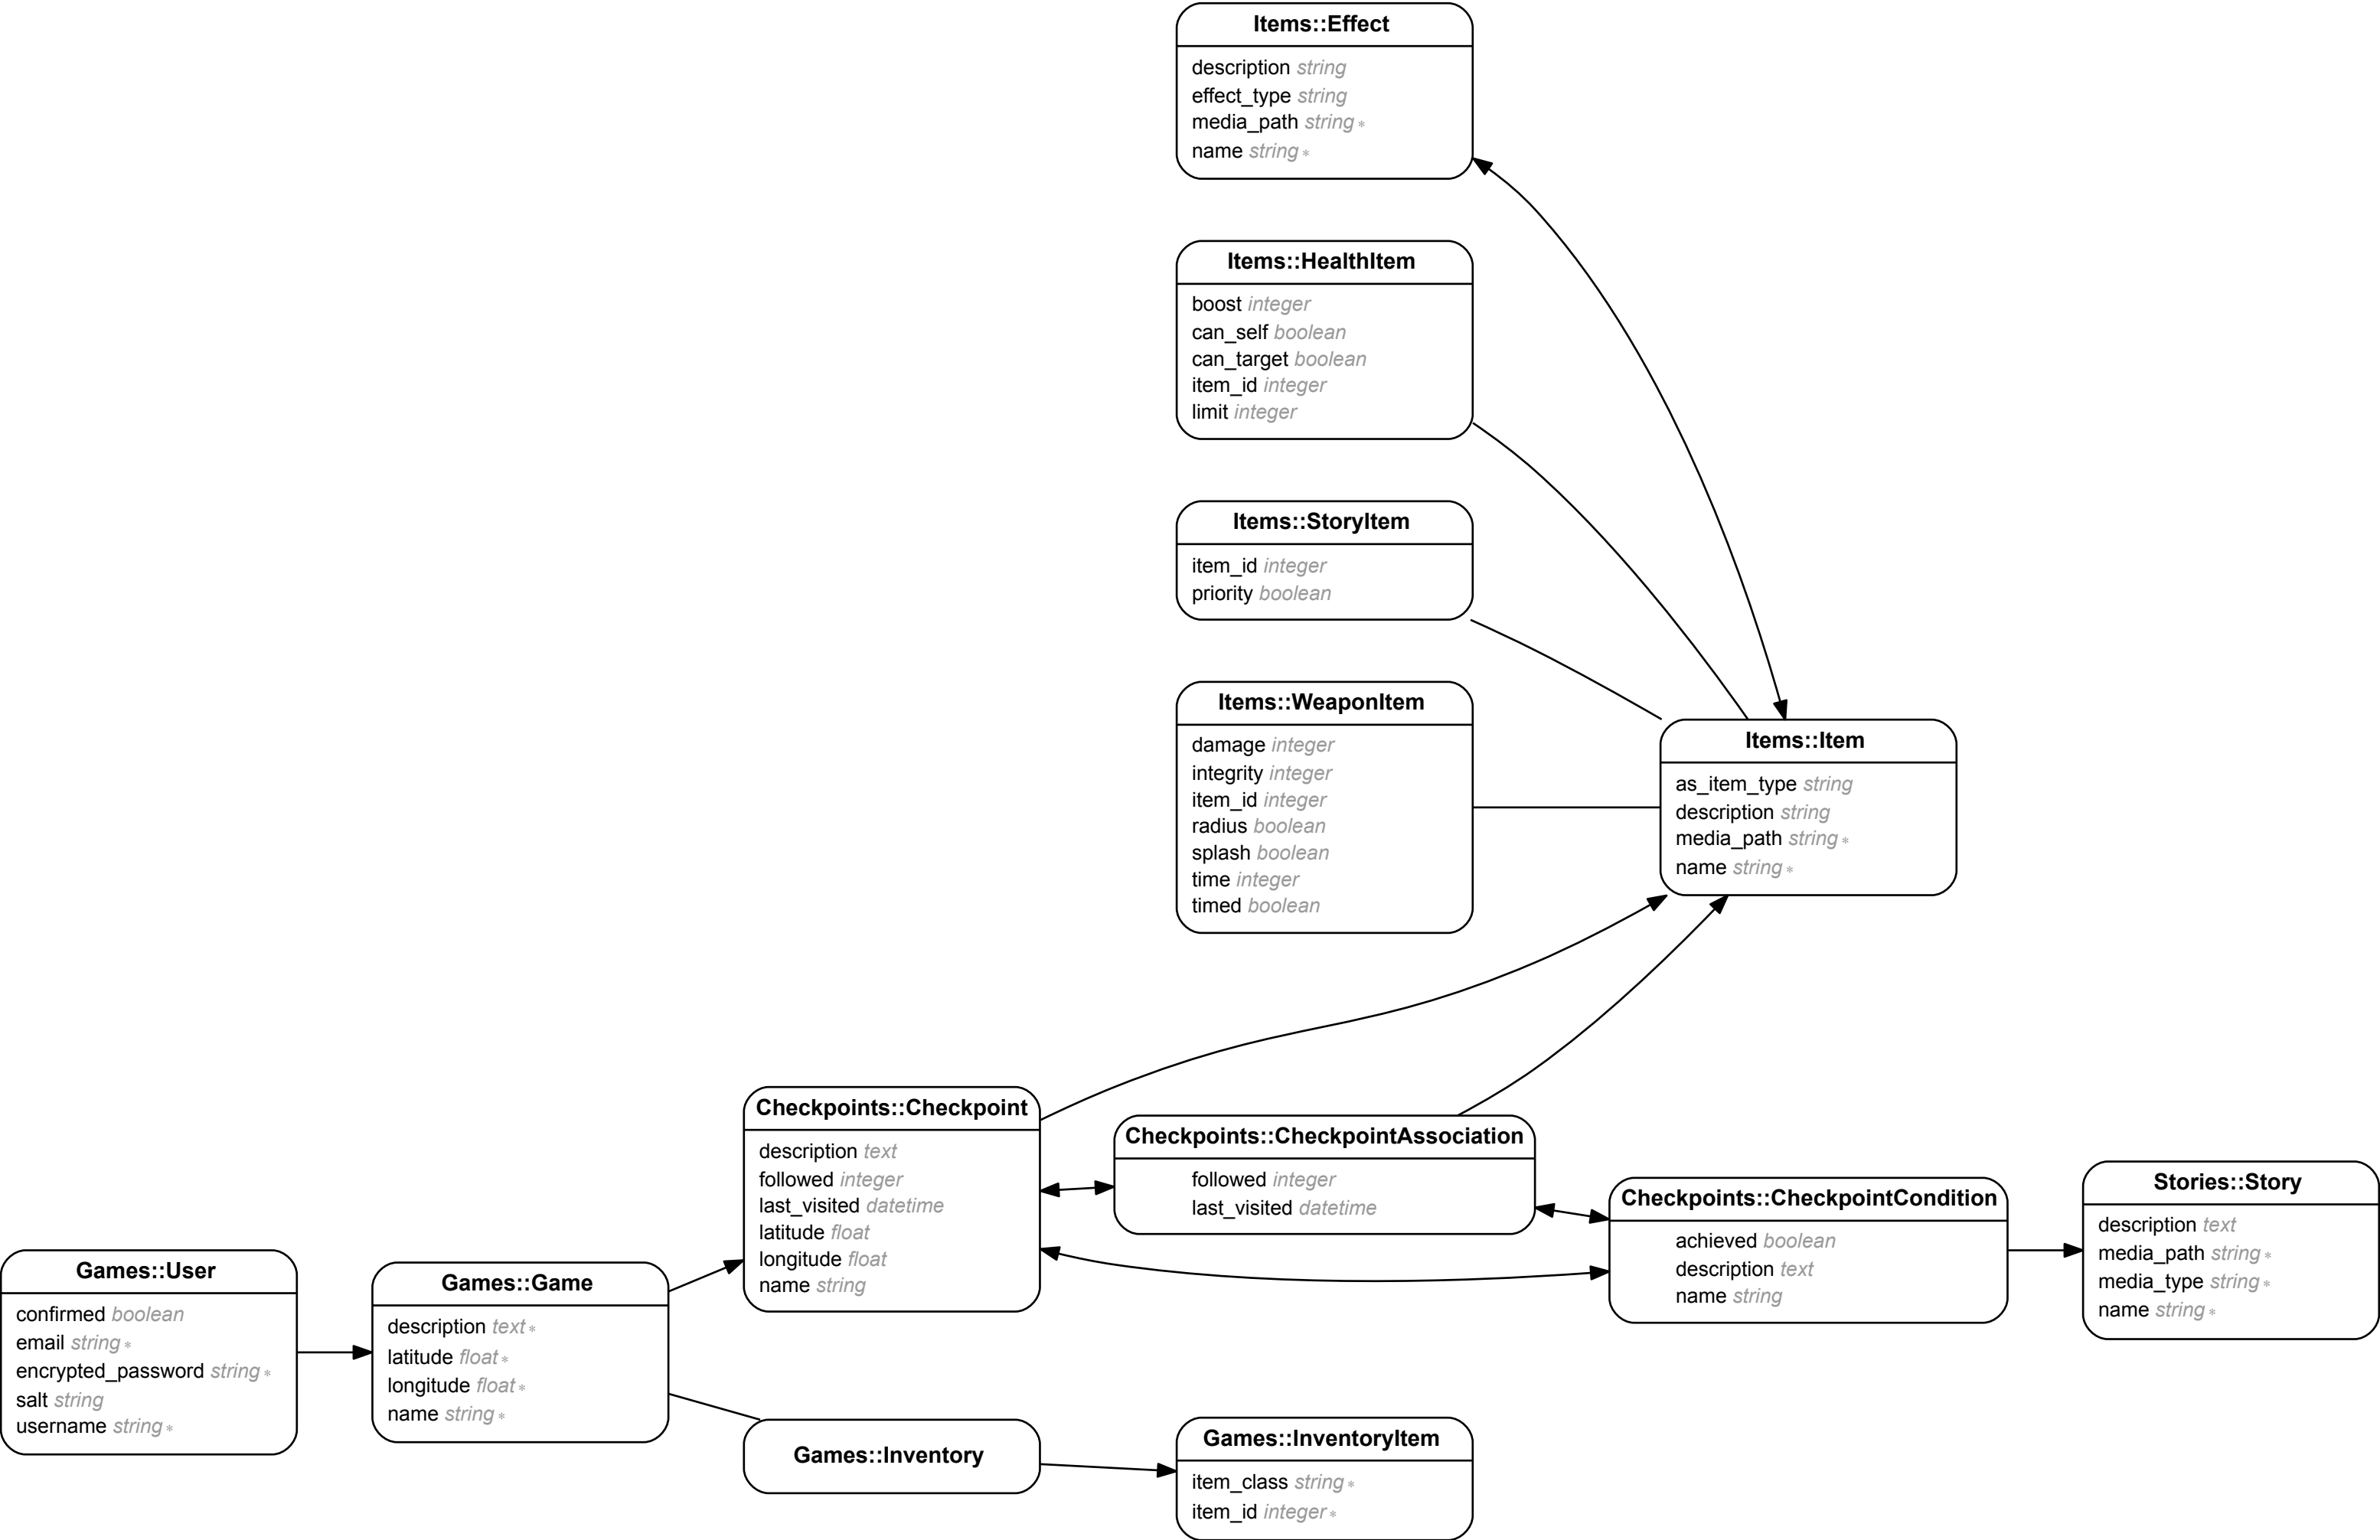 Items::Effect
description string
effect_type string
media_path string *
name string *
Items::HealthItem
boost integer
can_self boolean
can_target boolean
item_id integer
limit integer
Items::StoryItem
item_id integer
priority boolean
Items::WeaponItem
damage integer
integrity integer
item_id integer
radius boolean
splash boolean
time integer
timed boolean
Items::Item
as_item_type string
description string
media_path string *
name string *
Checkpoints::Checkpoint
description text
followed integer
last_visited datetime
latitude float
longitude float
name string
Checkpoints::CheckpointAssociation
followed integer
last_visited datetime
Checkpoints::CheckpointCondition
achieved boolean
description text
name string
Stories::Story
description text
media_path string *
media_type string *
name string *
Games::User
confirmed boolean
email string *
encrypted_password string *
salt string
username string *
Games::Game
description text *
latitude float *
longitude float *
name string *
Games::Inventory
Games::InventoryItem
item_class string *
item_id integer *